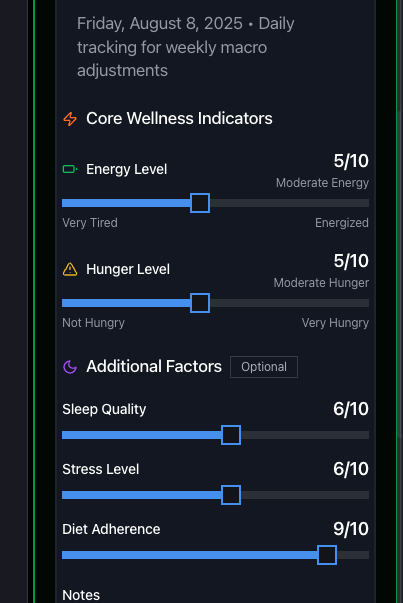 Friday, August 8, 2025 • Daily
tracking for weekly macro
adjustments
Core Wellness Indicators
Energy Level
5/10
Moderate Energy
Very Tired
Energized
Hunger Level
5/10
Moderate Hunger
Not Hungry
Very Hungry
Additional Factors
Optional
Sleep Quality
6/10
Stress Level
6/10
Diet Adherence
9/10
Notes